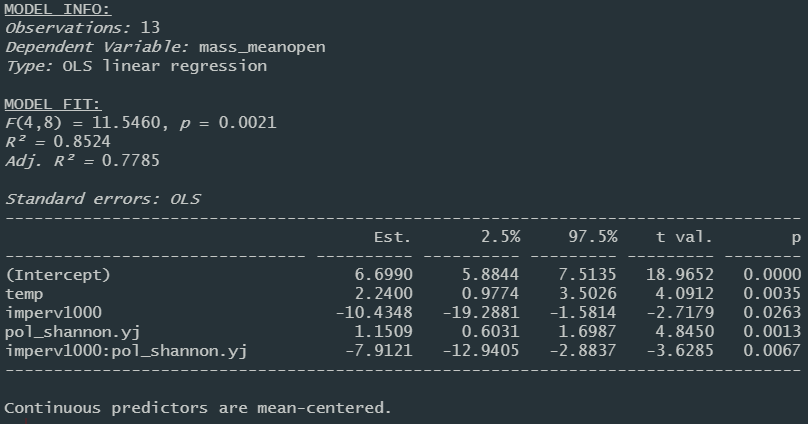 MODEL INFO:
Observations: 13
Dependent Variable: mass_meanopen
Type: OLS linear regression
MODEL FIT:
F(4,8) = 11.5460, p = 0.0021
R² = 0.8524
Adj. R² = 0.7785
Standard errors: OLS
Est. 2.5% 97.5% t val. p
(Intercept) 6.6990 5.8844 7.5135 18.9652 0.0000
temp 2.2400 0.9774 3.5026 4.0912 0.0035
imperv1000 -10.4348 -19.2881 -1.5814 -2.7179 0.0263
pol_shannon.yj 1.1509 0.6031 1.6987 4.8450 0.0013
imperv1000:pol_shannon.yj -7.9121 -12.9405 -2.8837 -3.6285 0.0067
Continuous predictors are mean-centered.